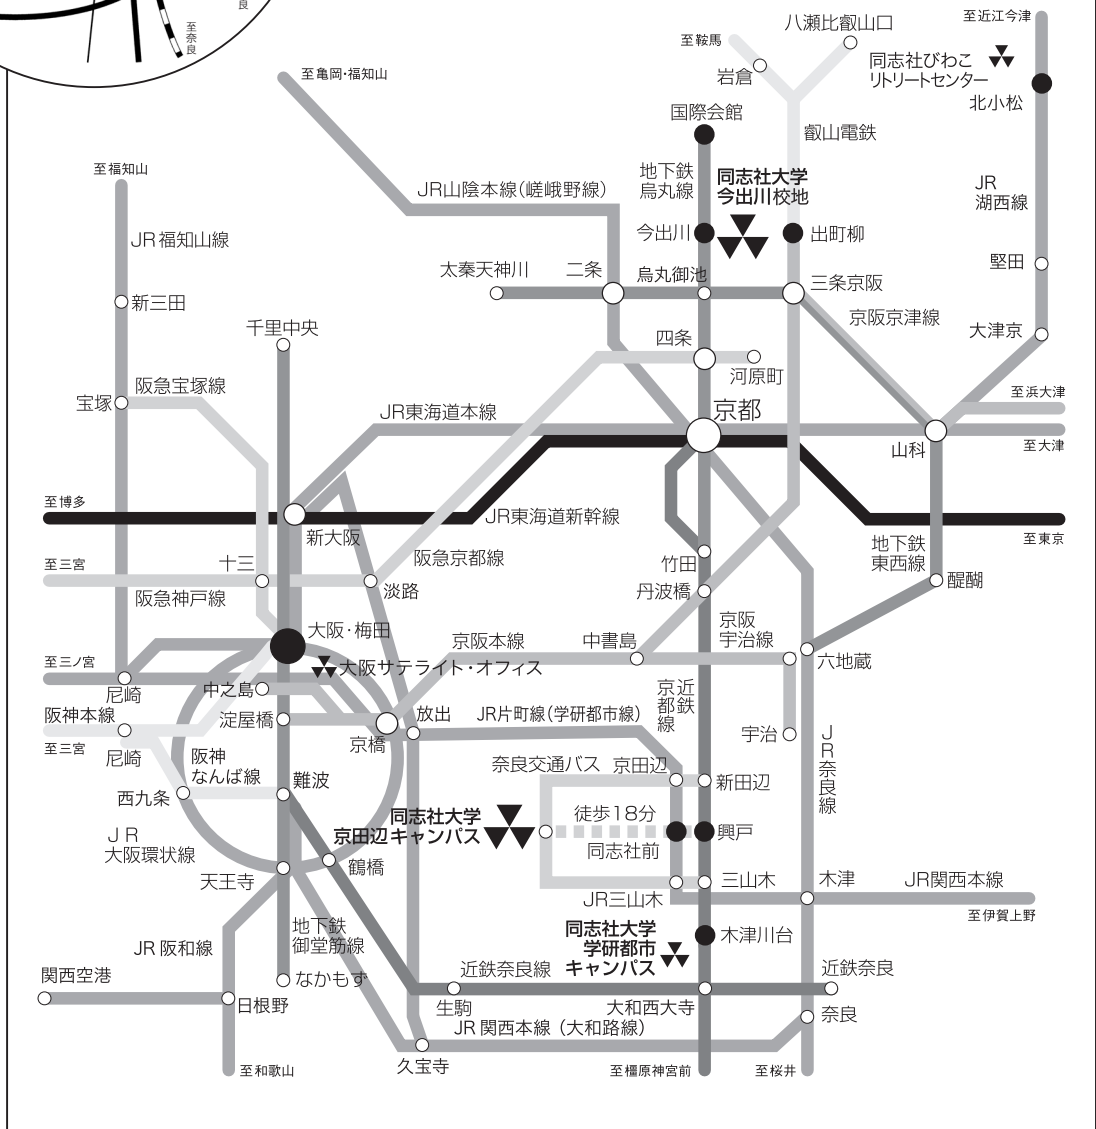 良
至奈良
至近江今津
八瀬比叡山口
至鞍馬
岩倉
同志社びわこ
リトリートセンター
北小松
至亀岡・福知山
国際会館
叡山電鉄
至福知山
地下鉄
烏丸線
同志社大学
今出川校地
JR山陰本線(嵯峨野線)
JR
湖西線
JR福知山線
今出川
出町柳
堅田
太秦天神川
二条
烏丸御池
三条京阪
新三田
京阪京津線
千里中央
四条
大津京
河原町
阪急宝塚線
宝塚
至浜大津
JR東海道本線
京都
至大津
山科
至博多
JR東海道新幹線
新大阪
至東京
地下鉄
東西線
至三宮
十三
阪急京都線
竹田
醍醐
阪急神戸線
淡路
丹波橋
大阪・梅田
京阪本線
中書島
京阪
宇治線
六地蔵
至三ノ宮
大阪サテライト・オフィス
尼崎
中之島
近鉄
京都線
阪神本線
淀屋橋
放出
JR片町線(学研都市線)
京橋
宇治
JR奈良線
至三宮
尼崎
阪神
なんば線
難波
奈良交通バス
京田辺
新田辺
西九条
同志社大学
京田辺キャンパス
徒歩18分
興戸
同志社前
JR
大阪環状線
鶴橋
天王寺
三山木
木津
JR関西本線
JR三山木
至伊賀上野
地下鉄
御堂筋線
同志社大学
学研都市
キャンパス
木津川台
JR阪和線
関西空港
なかもず
近鉄奈良線
近鉄奈良
日根野
生駒
大和西大寺
奈良
JR関西本線(大和路線)
久宝寺
至和歌山
至橿原神宮前
至桜井